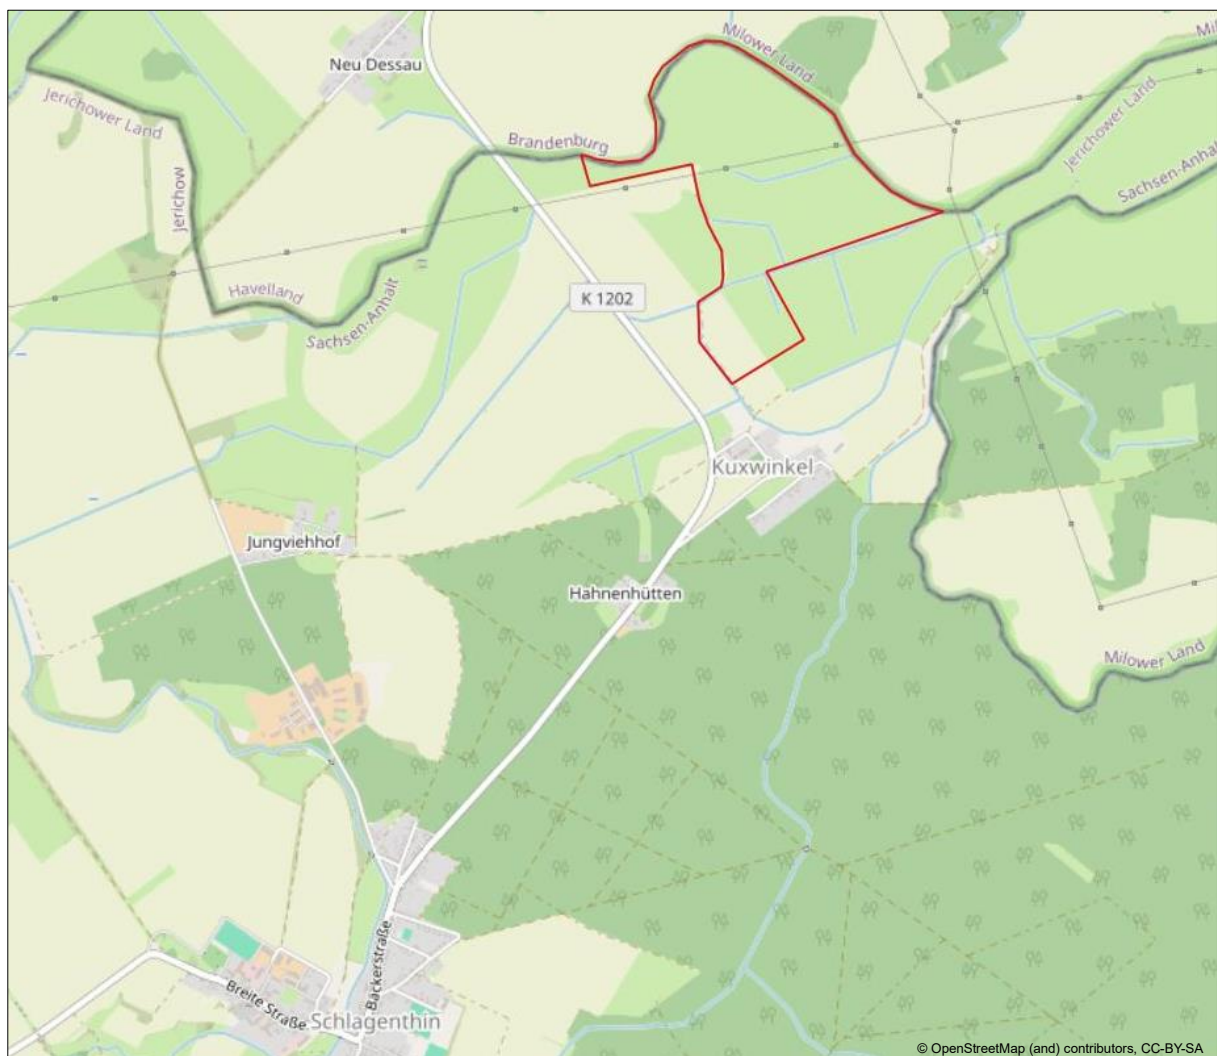 Neu Dessau
Milower Land
Mil
Jerichower Land
Brandenburg
Jerichower Land
Jerichow
Sachsen-Anhalt
Havelland
K 1202
Sachsen-Anhalt
Kuxwinkel
Jungviehhof
Hahnenhütten
Milower Land
Bäckerstraße
Breite Straße
Schlagenthin
© OpenStreetMap (and) contributors, CC-BY-SA